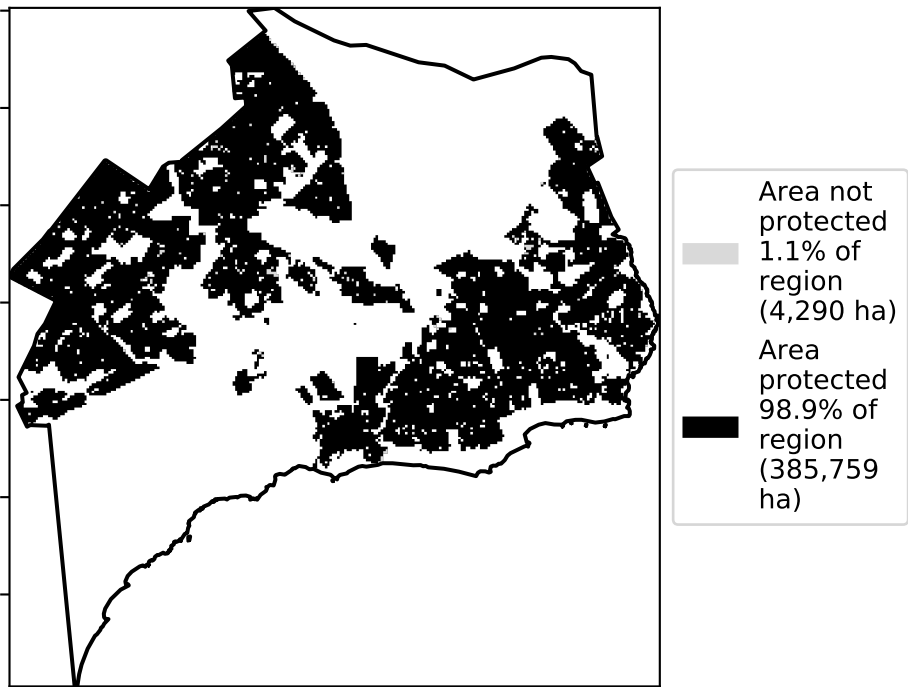 Area not
protected
1.1% of
region
(4,290 ha)
Area
protected
98.9% of
region
(385,759
ha)